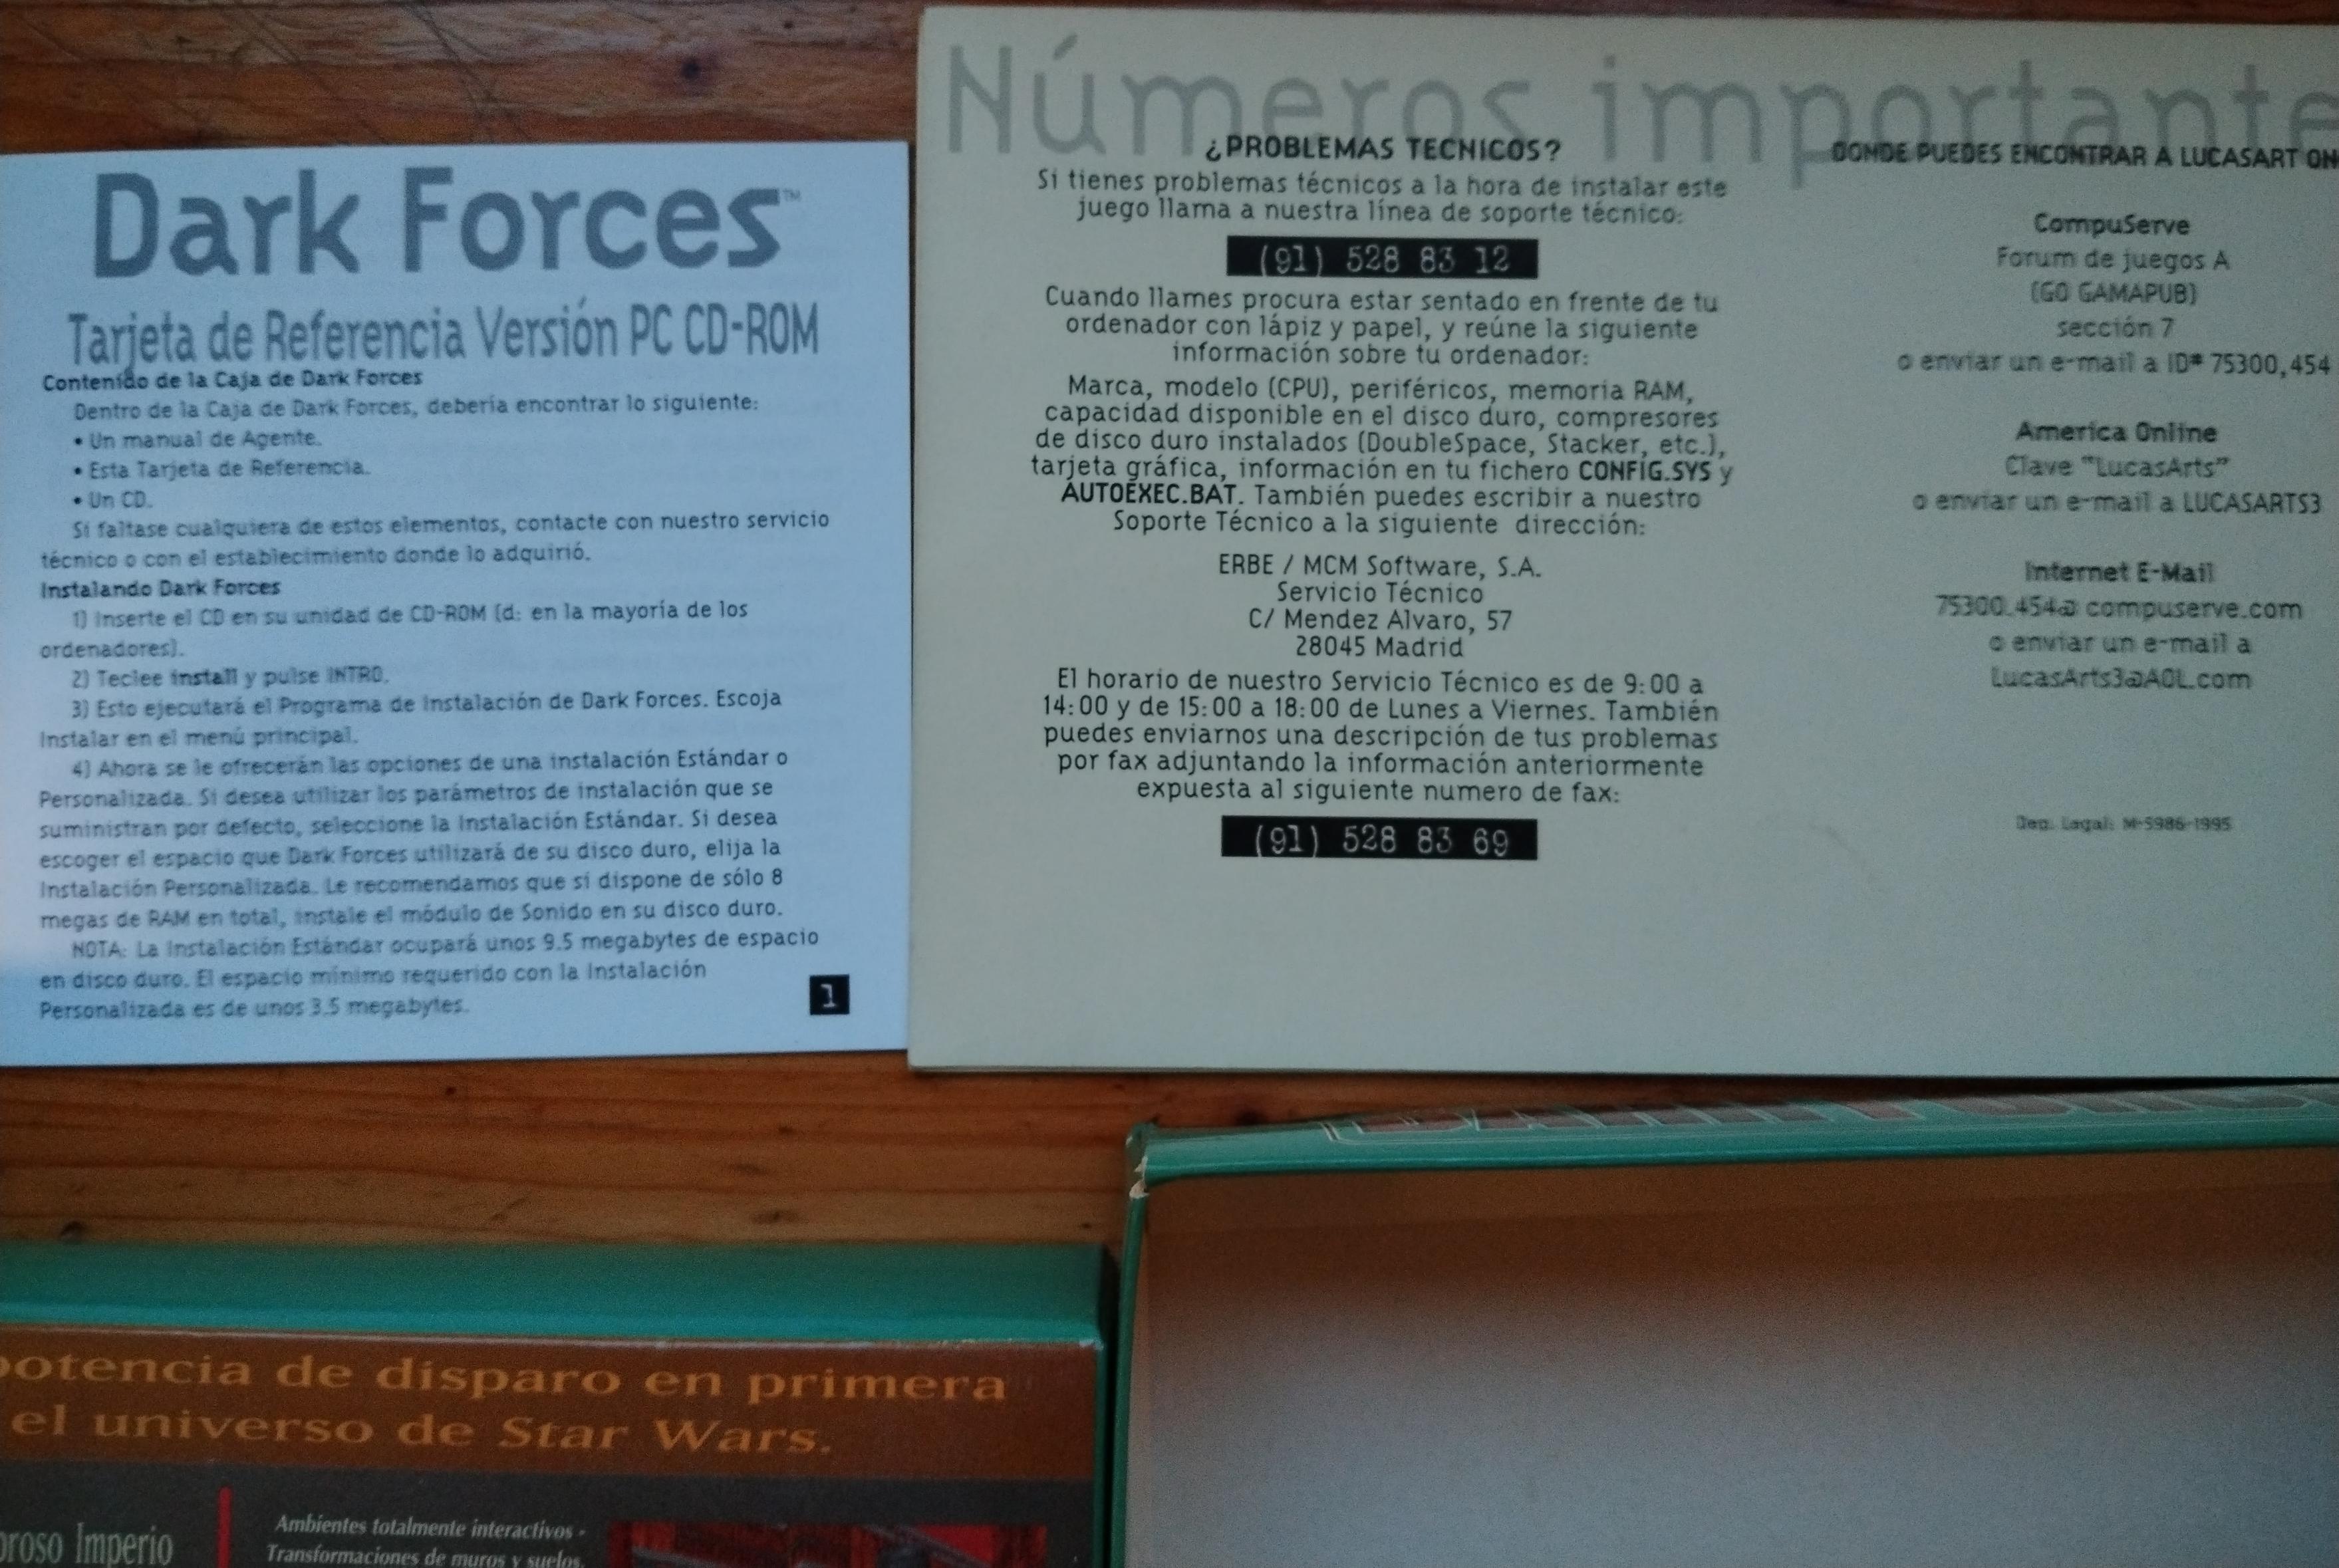 Dark Forces™
Tarjeta de Referencia Versión PC CD-ROM
Contenido de la Caja de Dark Forces
Dentro de la Caja de Dark Forces, debería encontrar lo siguiente:
• Un manual de Agente.
• Esta Tarjeta de Referencia.
• Un CD.
Si faltase cualquiera de estos elementos, contacte con nuestro servicio
técnico o con el establecimiento donde lo adquirió.
Instalando Dark Forces
1) Inserte el CD en su unidad de CD-ROM (d: en la mayoría de los
ordenadores).
2) Teclee install y pulse INTRO.
3) Esto ejecutará el Programa de Instalación de Dark Forces. Escoja
Instalar en el menú principal.
4) Ahora se le ofrecerán las opciones de una instalación Estándar o
Personalizada. Si desea utilizar los parámetros de instalación que se
suministran por defecto, seleccione la Instalación Estándar. Si desea
escoger el espacio que Dark Forces utilizará de su disco duro, elija la
Instalación Personalizada. Le recomendamos que si dispone de sólo 8
megas de RAM en total, instale el módulo de Sonido en su disco duro.
NOTA: La Instalación Estándar ocupará unos 9.5 megabytes de espacio
en disco duro. El espacio mínimo requerido con la Instalación
Personalizada es de unos 3.5 megabytes.
1
Números importante
¿PROBLEMAS TECNICOS?
Si tienes problemas técnicos a la hora de instalar este
juego llama a nuestra línea de soporte técnico:
(91) 528 83 12
Cuando llames procura estar sentado en frente de tu
ordenador con lápiz y papel, y reúne la siguiente
información sobre tu ordenador:
Marca, modelo (CPU), periféricos, memoria RAM,
capacidad disponible en el disco duro, compresores
de disco duro instalados (DoubleSpace, Stacker, etc.),
tarjeta gráfica, información en tu fichero CONFIG.SYS y
AUTOEXEC.BAT. También puedes escribir a nuestro
Soporte Técnico a la siguiente dirección:
ERBE / MCM Software, S.A.
Servicio Técnico
C/ Mendez Alvaro, 57
28045 Madrid
El horario de nuestro Servicio Técnico es de 9:00 a
14:00 y de 15:00 a 18:00 de Lunes a Viernes. También
puedes enviarnos una descripción de tus problemas
por fax adjuntando la información anteriormente
expuesta al siguiente numero de fax:
(91) 528 83 69
DONDE PUEDES ENCONTRAR A LUCASART ON
CompuServe
Forum de juegos A
(GO GAMAPUB)
sección 7
o enviar un e-mail a ID# 75300,454
America Online
Clave "LucasArts"
o enviar un e-mail a LUCASARTS3
Internet E-Mail
75300.454@ compuserve.com
o enviar un e-mail a
LucasArts3@AOL.com
Dep. Legal: M-5986-1995
potencia de disparo en primera
el universo de Star Wars.
oroso Imperio
Ambientes totalmente interactivos -
Transformaciones de muros y suelos,